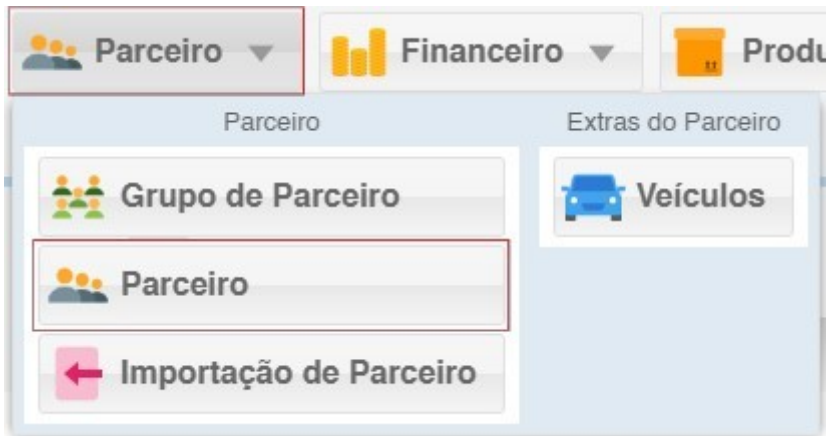 Parceiro Financeiro Produ
Parceiro Extras do Parceiro
Grupo de Parceiro Veículos
Parceiro
Importação de Parceiro